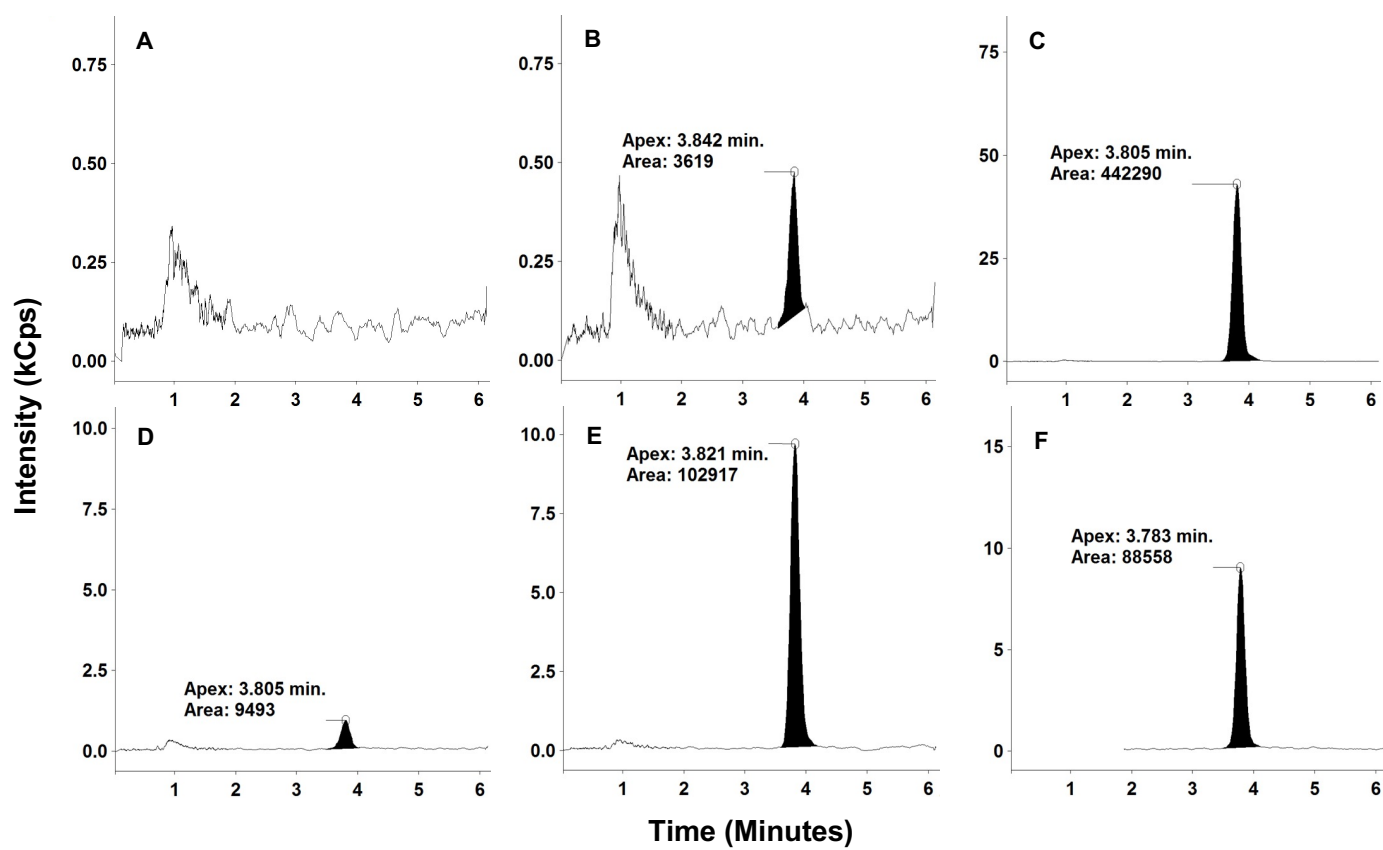 A
0.75
0.50
0.25
0.00
1 2 3 4 5 6
B
0.75
Apex: 3.842 min.
Area: 3619
0.50
0.25
0.00
1 2 3 4 5 6
C
75
50
Apex: 3.805 min.
Area: 442290
25
0
1 2 3 4 5 6
Intensity (kCps)
D
10.0
7.5
5.0
2.5
Apex: 3.805 min.
Area: 9493
0.0
1 2 3 4 5 6
E
10.0
Apex: 3.821 min.
Area: 102917
7.5
5.0
2.5
0.0
1 2 3 4 5 6
F
15
10
Apex: 3.783 min.
Area: 88558
5
0
1 2 3 4 5 6
Time (Minutes)